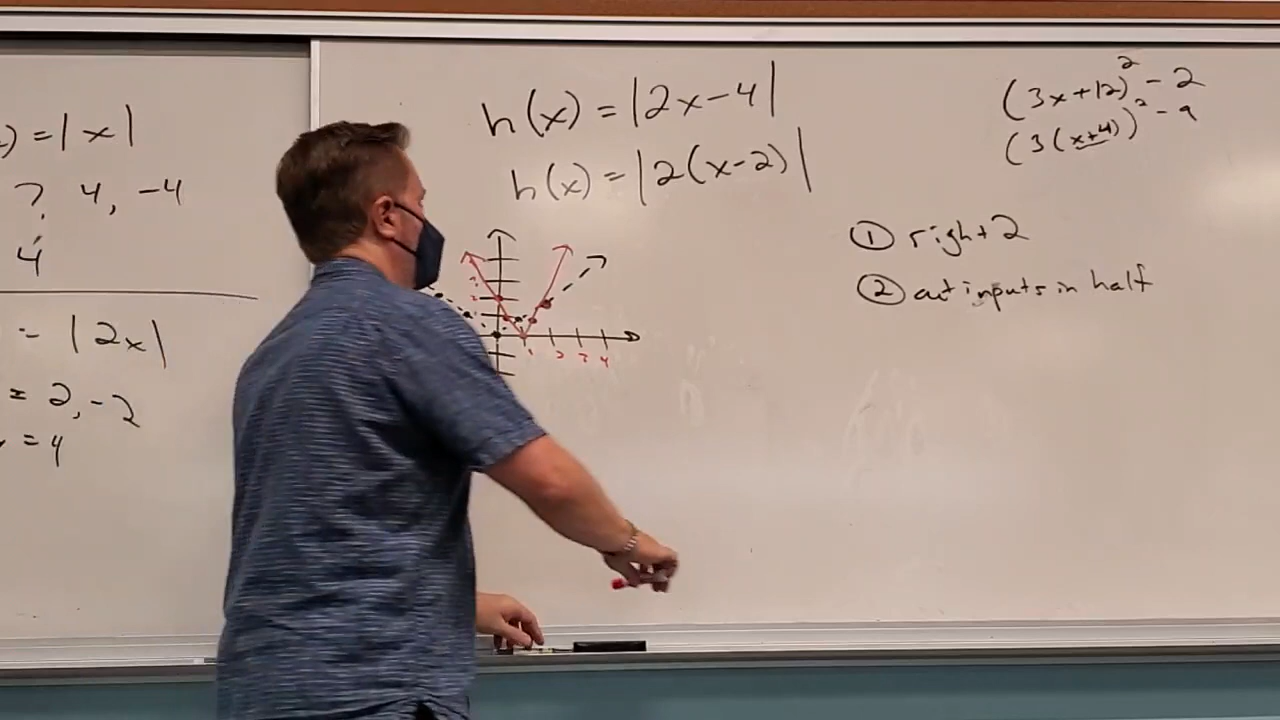 ) = |x|
? 4, -4
4
= |2x|
= 2, -2
= 4
h(x) = |2x-4|
h(x) = |2(x-2)|
1 2 3 4
(3x+12)² - 2
(3(x+4))² - 9
① right 2
② cut inputs in half